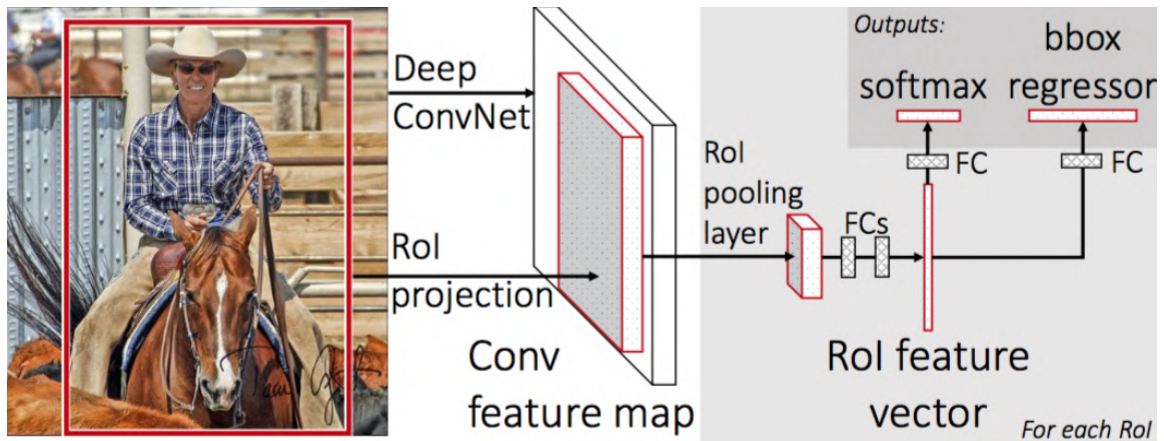 Deep
ConvNet
RoI
projection
Conv
feature map
RoI
pooling
layer
FCs
RoI feature
vector
For each RoI
Outputs:
softmax
bbox
regressor
FC
FC